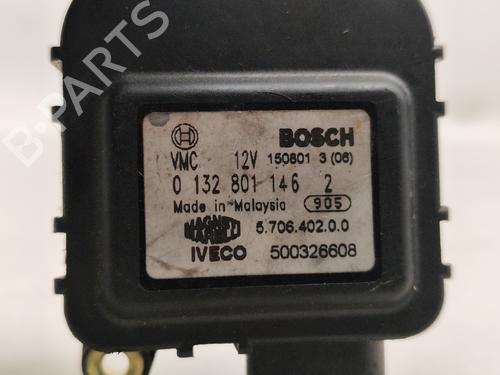 B-PARTS
BOSCH
VMC 12V 150801 3 (06)
0 132 801 146 2
Made in Malaysia 905
MAGNETI MARELLI 5.706.402.0.0
IVECO 500326608